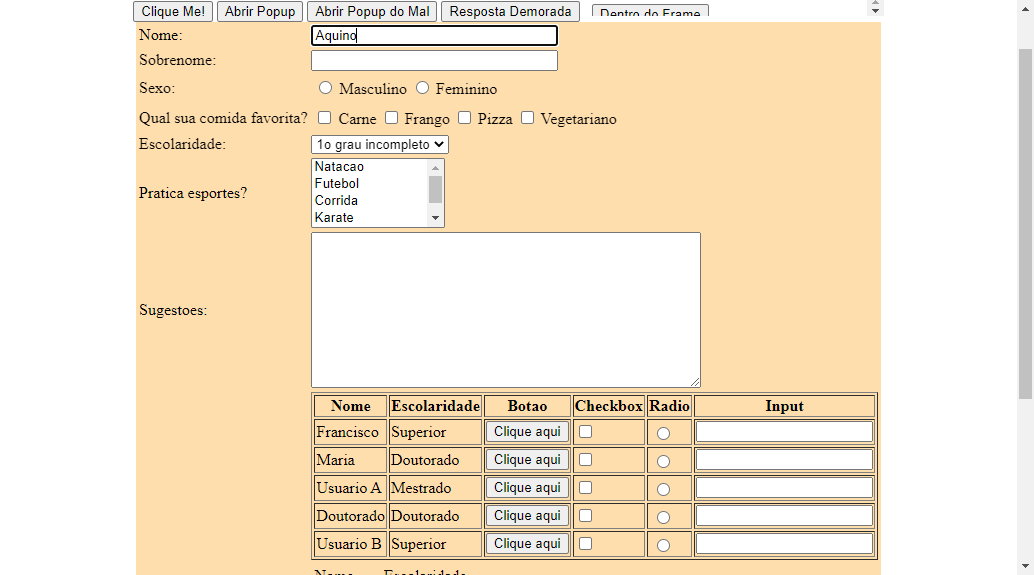 Clique Me! Abrir Popup Abrir Popup do Mal Resposta Demorada Dentro do Frame
Nome: Aquino
Sobrenome:
Sexo: Masculino Feminino
Qual sua comida favorita? Carne Frango Pizza Vegetariano
Escolaridade: 1o grau incompleto
Pratica esportes? Natacao
Futebol
Corrida
Karate
Sugestoes:
Nome Escolaridade Botao Checkbox Radio Input
Francisco Superior Clique aqui
Maria Doutorado Clique aqui
Usuario A Mestrado Clique aqui
Doutorado Doutorado Clique aqui
Usuario B Superior Clique aqui
Nome Escolaridade